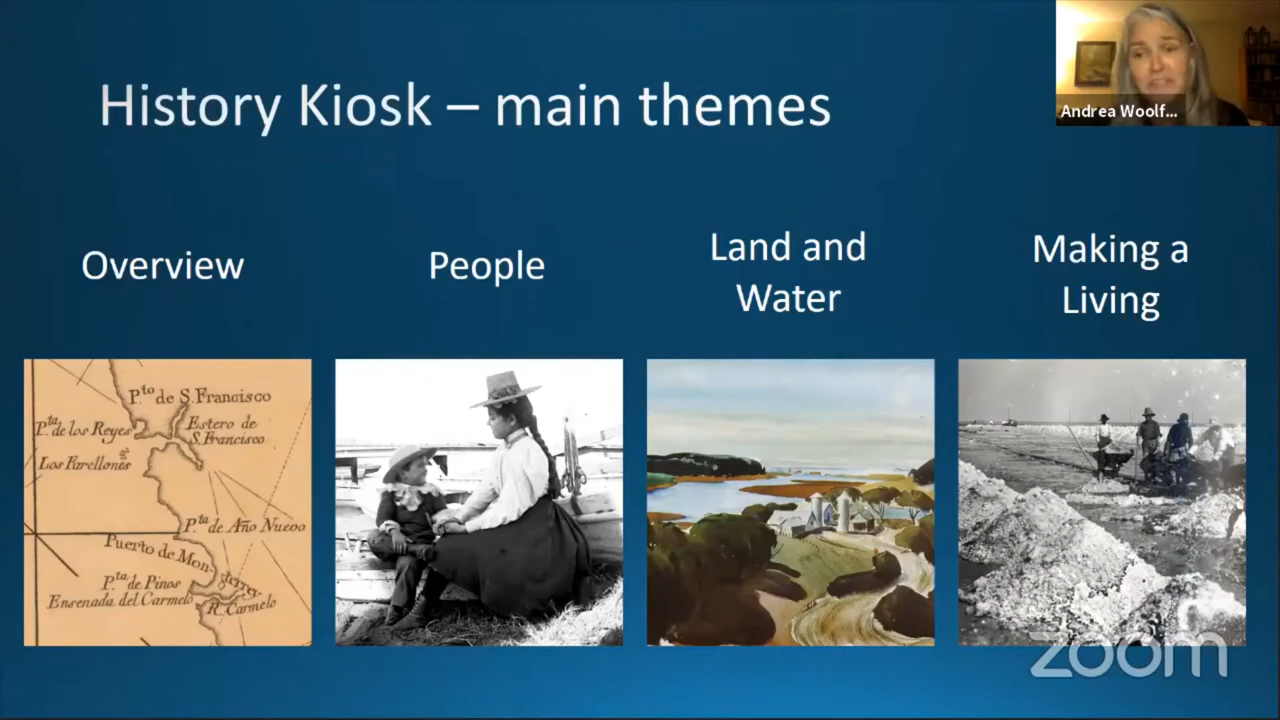 History Kiosk – main themes
Andrea Woolf...
Overview
People
Land and
Water
Making a
Living
P.ᵗᵒ de S. Francisco
P.ᵗᵃ de los Reyes
Estero de
S. Francisco
Los Farellones
P.ᵗᵃ de Año Nuevo
Puerto de Monterrey
P.ᵗᵃ de Pinos
Ensenada del Carmelo
R. Carmelo
zoom